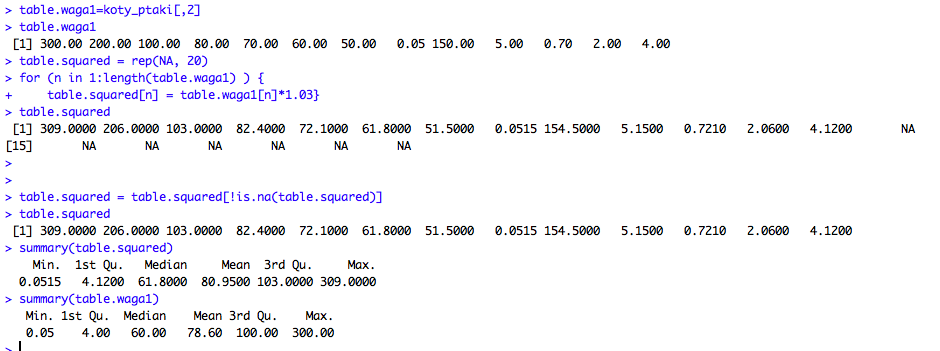 > table.waga1=koty_ptaki[,2]
> table.waga1
 [1] 300.00 200.00 100.00  80.00  70.00  60.00  50.00   0.05 150.00   5.00   0.70   2.00   4.00
> table.squared = rep(NA, 20)
> for (n in 1:length(table.waga1) ) {
+     table.squared[n] = table.waga1[n]*1.03}
> table.squared
 [1] 309.0000 206.0000 103.0000  82.4000  72.1000  61.8000  51.5000   0.0515 154.5000   5.1500   0.7210   2.0600   4.1200       NA
[15]       NA       NA       NA       NA       NA       NA
>
>
> table.squared = table.squared[!is.na(table.squared)]
> table.squared
 [1] 309.0000 206.0000 103.0000  82.4000  72.1000  61.8000  51.5000   0.0515 154.5000   5.1500   0.7210   2.0600   4.1200
> summary(table.squared)
    Min.  1st Qu.   Median     Mean  3rd Qu.     Max.
  0.0515   4.1200  61.8000  80.9500 103.0000 309.0000
> summary(table.waga1)
   Min. 1st Qu.  Median    Mean 3rd Qu.    Max.
   0.05    4.00   60.00   78.60  100.00  300.00
>